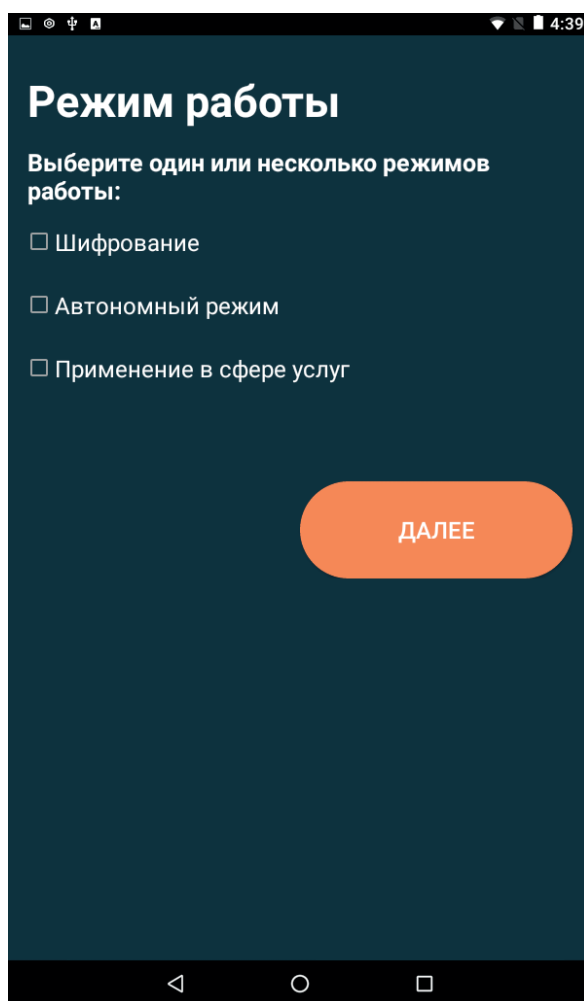 4:39
Режим работы
Выберите один или несколько режимов
работы:
Шифрование
Автономный режим
Применение в сфере услуг
ДАЛЕЕ